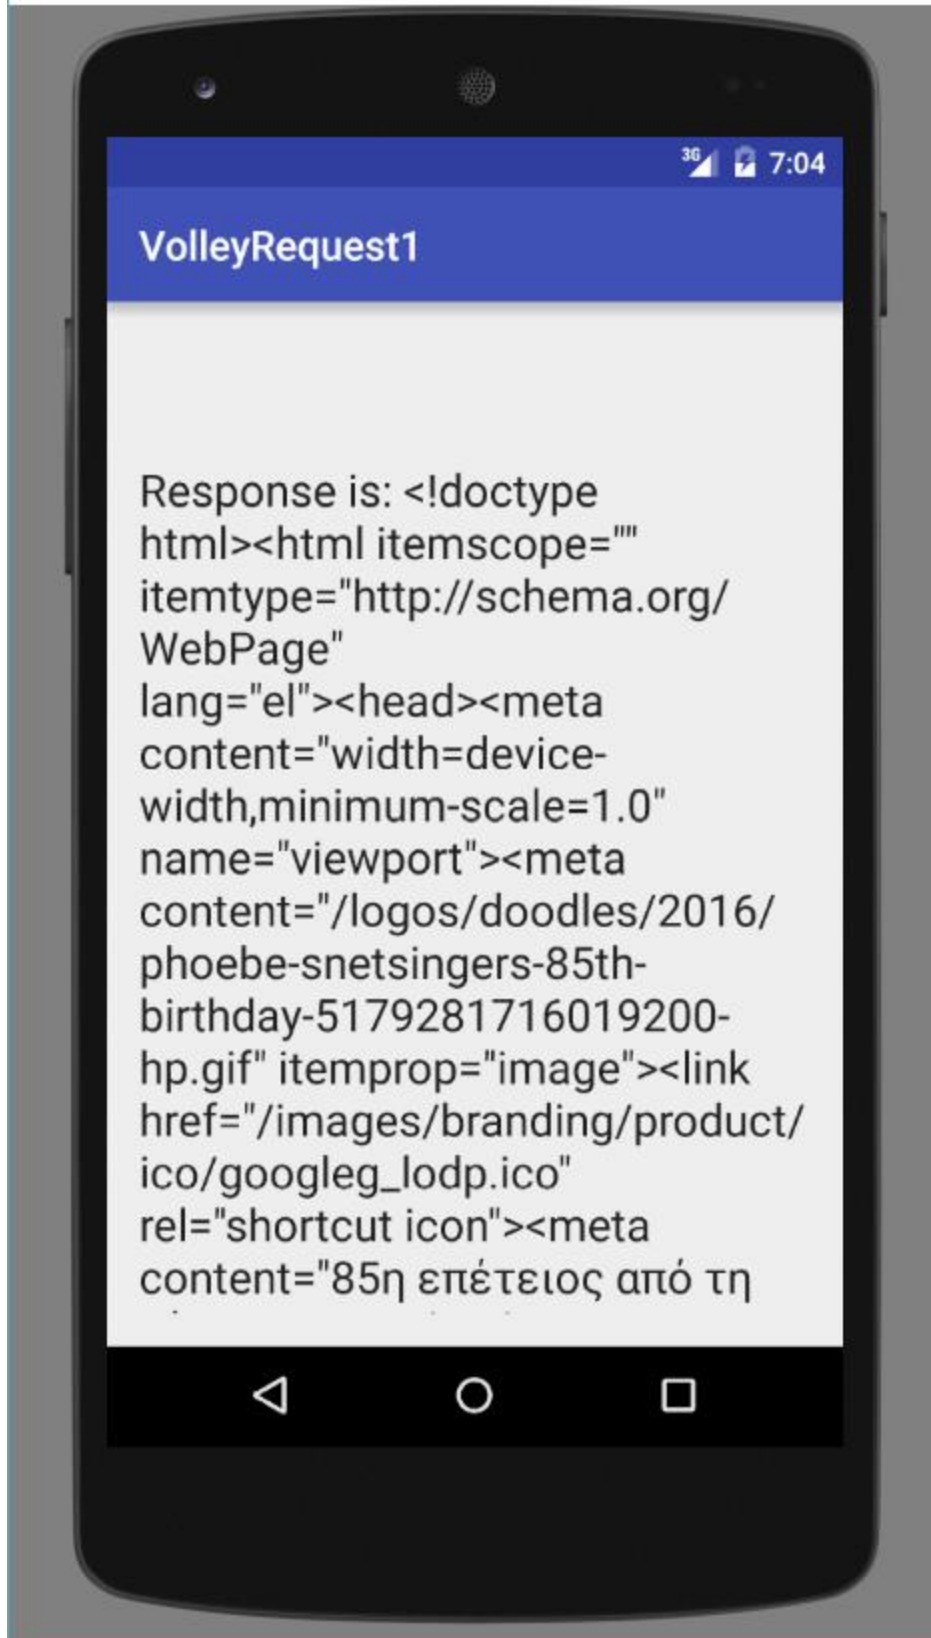 3G 7:04
VolleyRequest1
Response is: <!doctype
html><html itemscope=""
itemtype="http://schema.org/
WebPage"
lang="el"><head><meta
content="width=device-
width,minimum-scale=1.0"
name="viewport"><meta
content="/logos/doodles/2016/
phoebe-snetsingers-85th-
birthday-5179281716019200-
hp.gif" itemprop="image"><link
href="/images/branding/product/
ico/googleg_lodp.ico"
rel="shortcut icon"><meta
content="85η επέτειος από τη